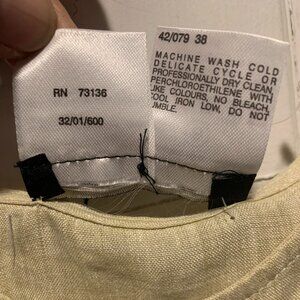 RN 73136
32/01/600
42/079 38
MACHINE WASH COLD
DELICATE CYCLE OR
PROFESSIONALLY DRY CLEAN,
PERCHLOROETHILENE WITH
LIKE COLOURS, NO BLEACH,
COOL IRON LOW, DO NOT
TUMBLE.